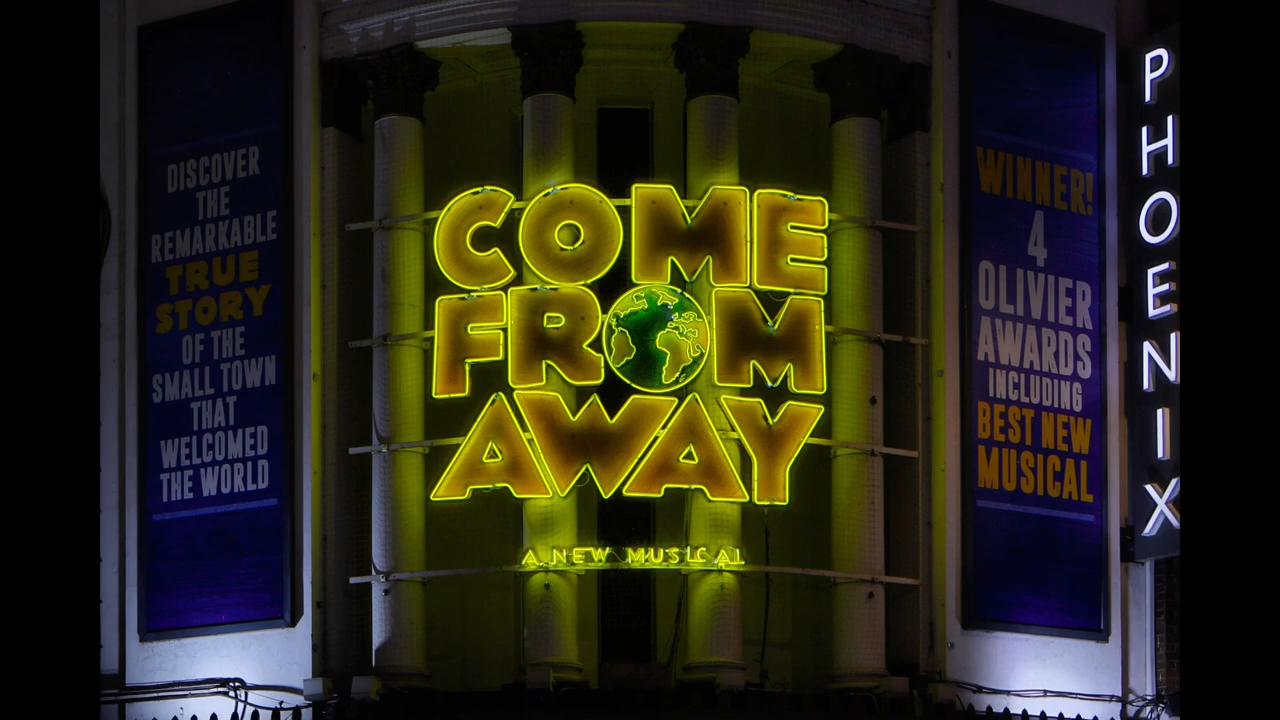 DISCOVER
THE
REMARKABLE
TRUE
STORY
OF THE
SMALL TOWN
THAT
WELCOMED
THE WORLD
COME
FROM
AWAY
A NEW MUSICAL
WINNER!
4
OLIVIER
AWARDS
INCLUDING
BEST NEW
MUSICAL
PHOENIX